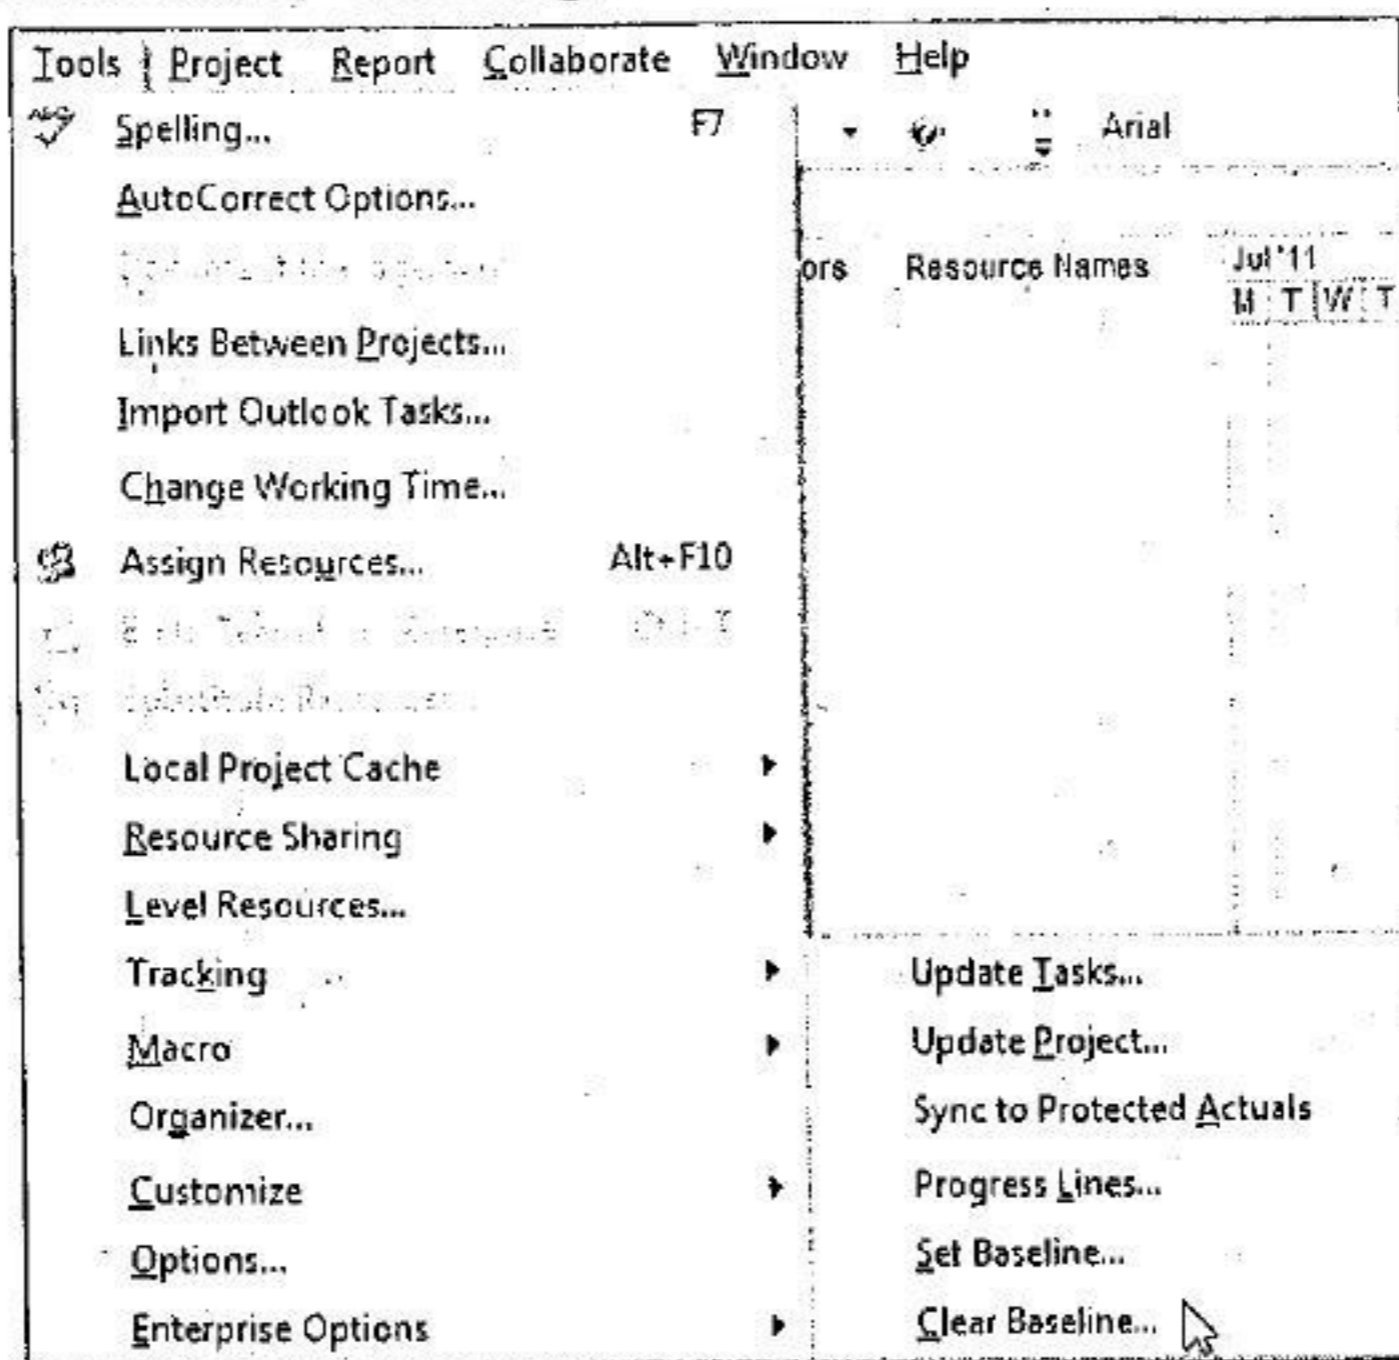 Tools Project Report Collaborate Window Help
Spelling... F7
Arial
AutoCorrect Options...
ors Resource Names Jul '11
M T W T
Links Between Projects...
Import Outlook Tasks...
Change Working Time...
Assign Resources... Alt+F10
Local Project Cache
Resource Sharing
Level Resources...
Tracking
Macro
Organizer...
Customize
Options...
Enterprise Options
Update Tasks...
Update Project...
Sync to Protected Actuals
Progress Lines...
Set Baseline...
Clear Baseline...